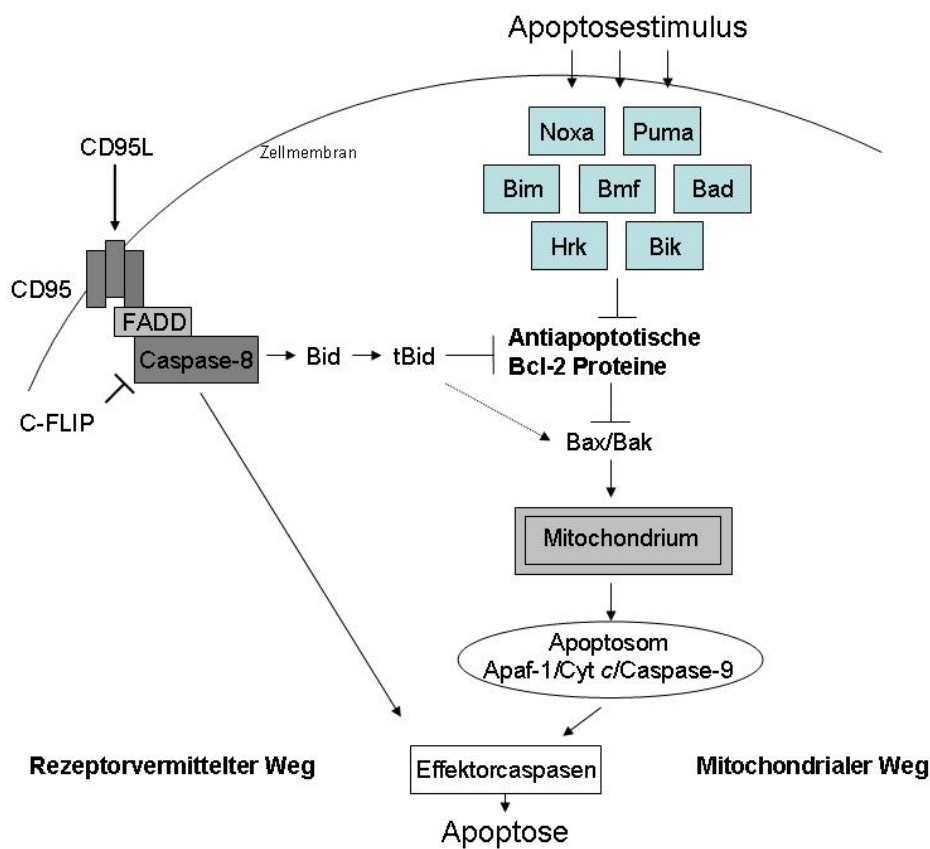 Apoptosestimulus
Noxa
Puma
CD95L
Zellmembran
Bim
Bmf
Bad
Hrk
Bik
CD95
FADD
Caspase-8
Bid
tBid
Antiapoptotische
Bcl-2 Proteine
C-FLIP
Bax/Bak
Mitochondrium
Apoptosom
Apaf-1/Cyt c/Caspase-9
Rezeptorvermittelter Weg
Effektorcaspasen
Mitochondrialer Weg
Apoptose